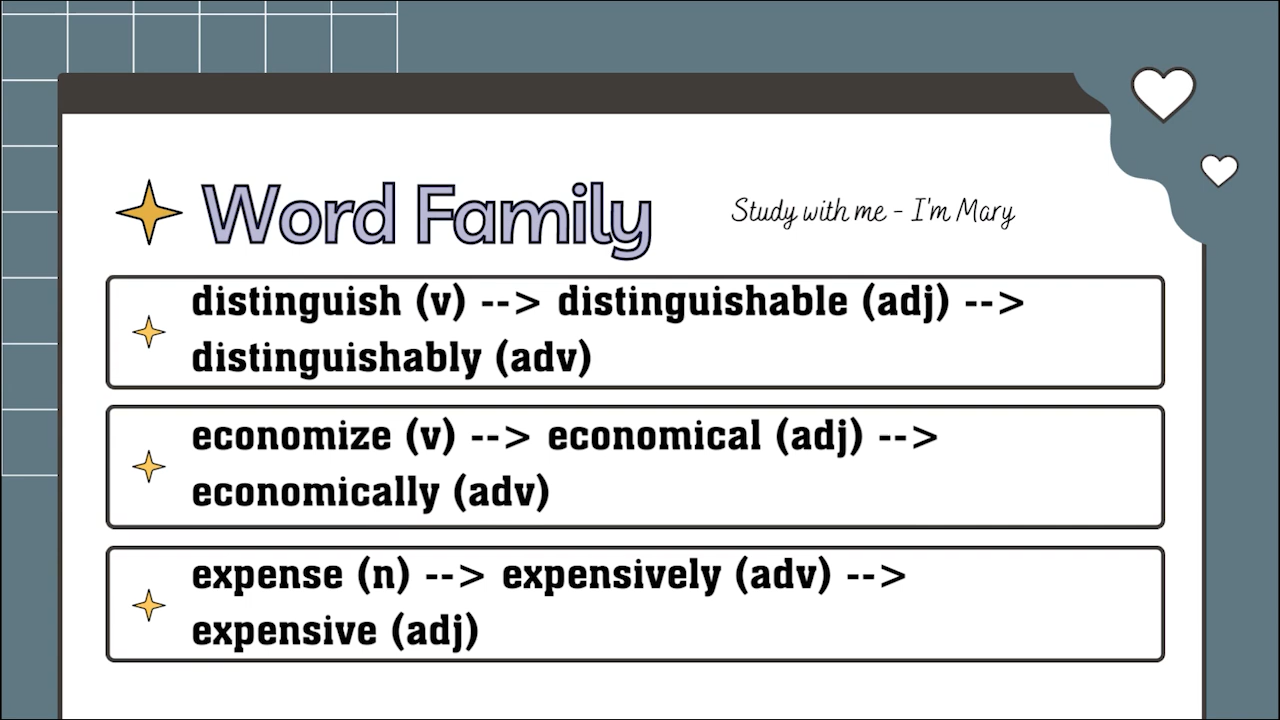 Word Family
Study with me - I'm Mary
distinguish (v) --> distinguishable (adj) -->
distinguishably (adv)
economize (v) --> economical (adj) -->
economically (adv)
expense (n) --> expensively (adv) -->
expensive (adj)